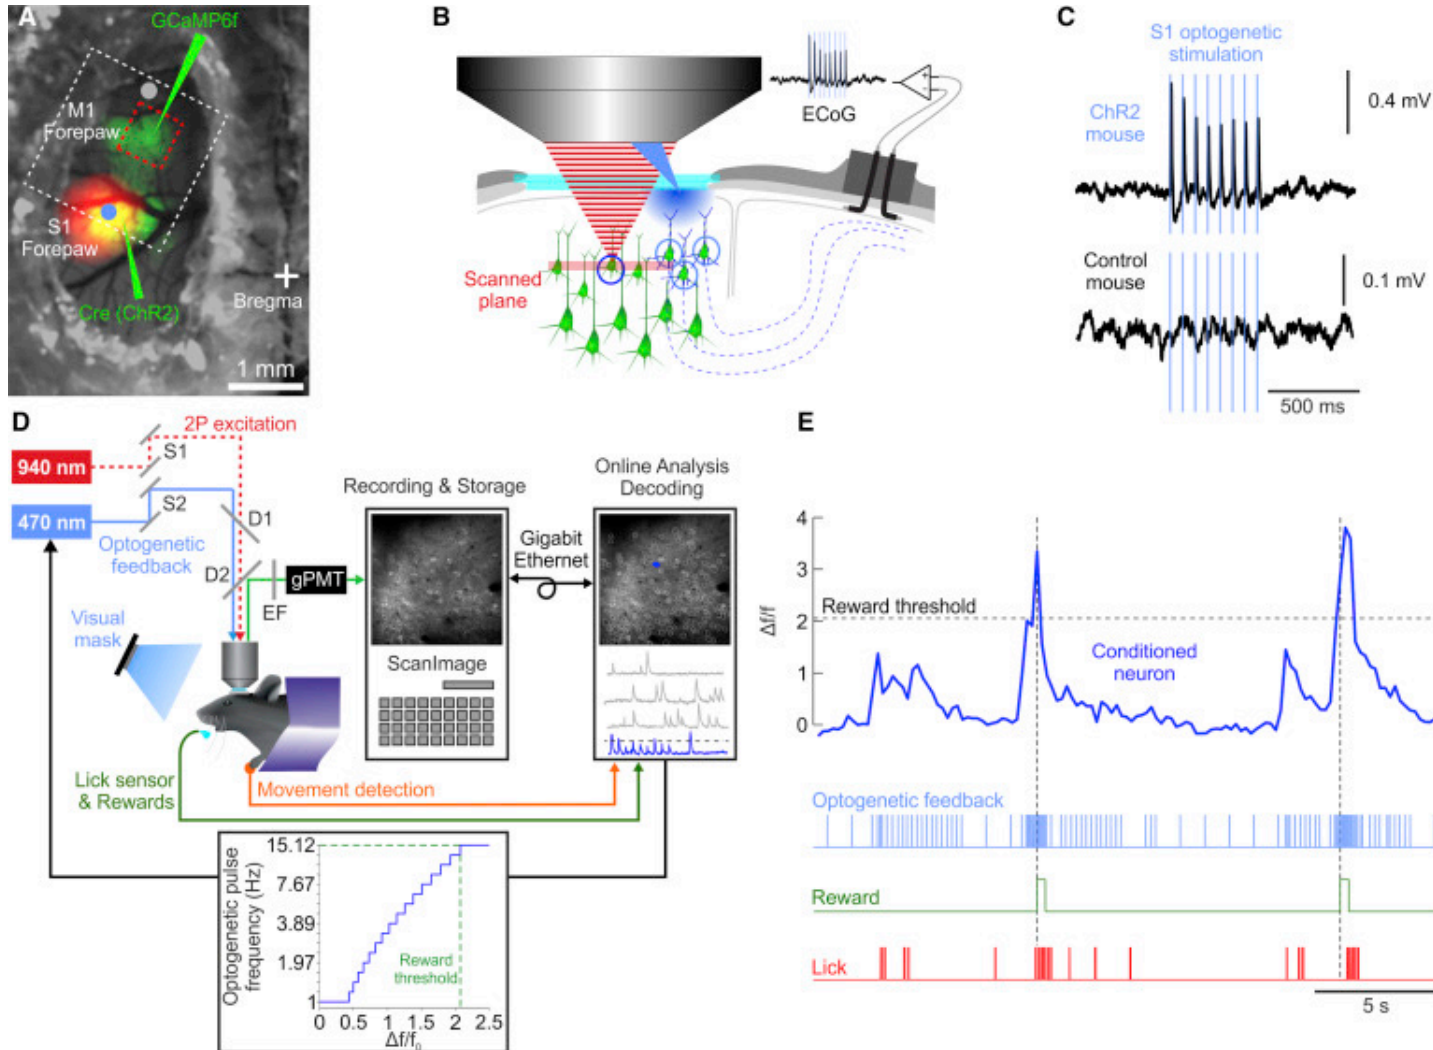 A
GCaMP6f
M1
Forepaw
S1
Forepaw
Bregma
Cre (ChR2)
1 mm
B
ECoG
Scanned
plane
C
S1 optogenetic
stimulation
ChR2
mouse
0.4 mV
Control
mouse
0.1 mV
500 ms
D
2P excitation
940 nm
S1
470 nm
S2
Optogenetic
feedback
D1
D2
EF
gPMT
Visual
mask
Lick sensor
& Rewards
Movement detection
Recording & Storage
ScanImage
Gigabit
Ethernet
Online Analysis
Decoding
Optogenetic pulse
frequency (Hz)
15.12
7.67
3.89
1.97
1
Reward
threshold
0 0.5 1 1.5 2 2.5
Δf/f₀
E
Δf/f
4
3
2
1
0
Reward threshold
Conditioned
neuron
Optogenetic feedback
Reward
Lick
5 s